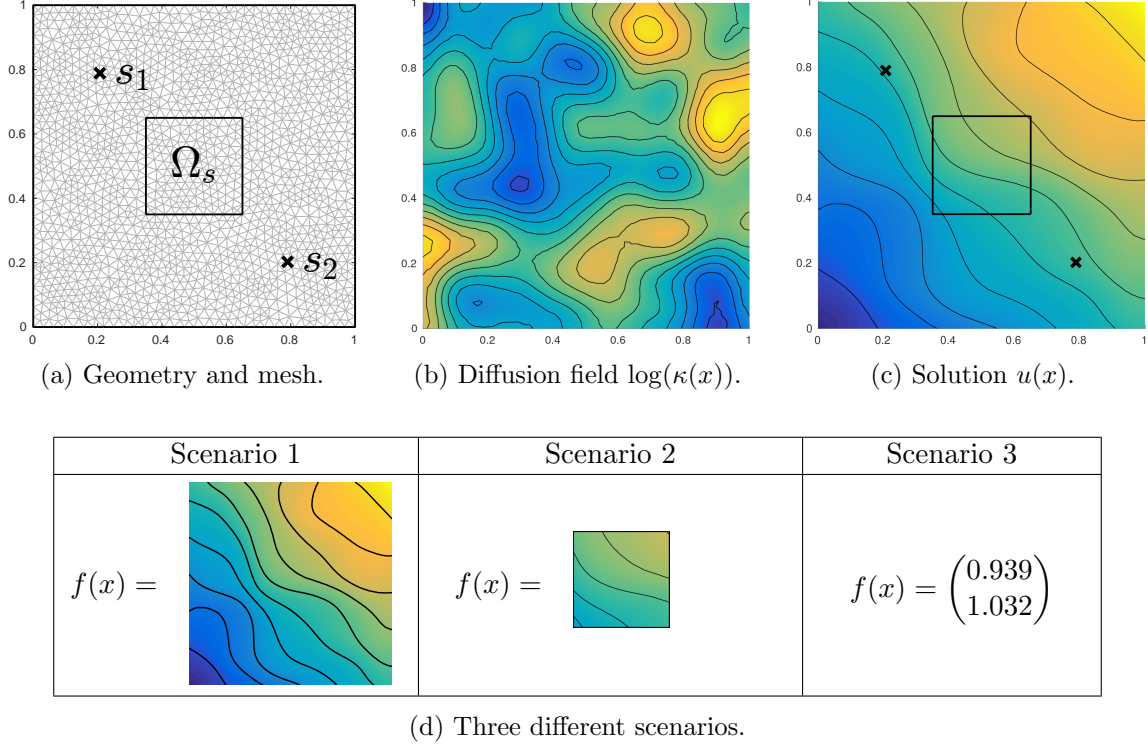 1
0.8
0.6
0.4
0.2
0
0 0.2 0.4 0.6 0.8 1
s₁
Ωₛ
s₂
(a) Geometry and mesh.
1
0.8
0.6
0.4
0.2
0
0 0.2 0.4 0.6 0.8 1
(b) Diffusion field log(κ(x)).
1
0.8
0.6
0.4
0.2
0
0 0.2 0.4 0.6 0.8 1
(c) Solution u(x).
Scenario 1 Scenario 2 Scenario 3
f(x) =
f(x) =
f(x) = (0.939
1.032)
(d) Three different scenarios.